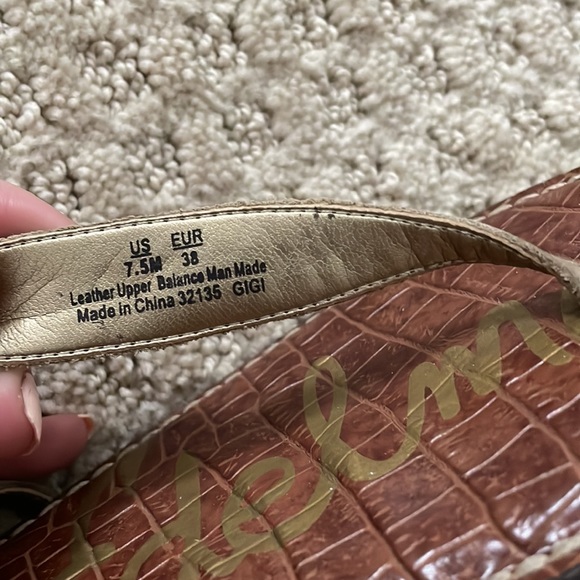 US EUR
7.5M 38
Leather Upper Balance Man Made
Made in China 32135 GIGI